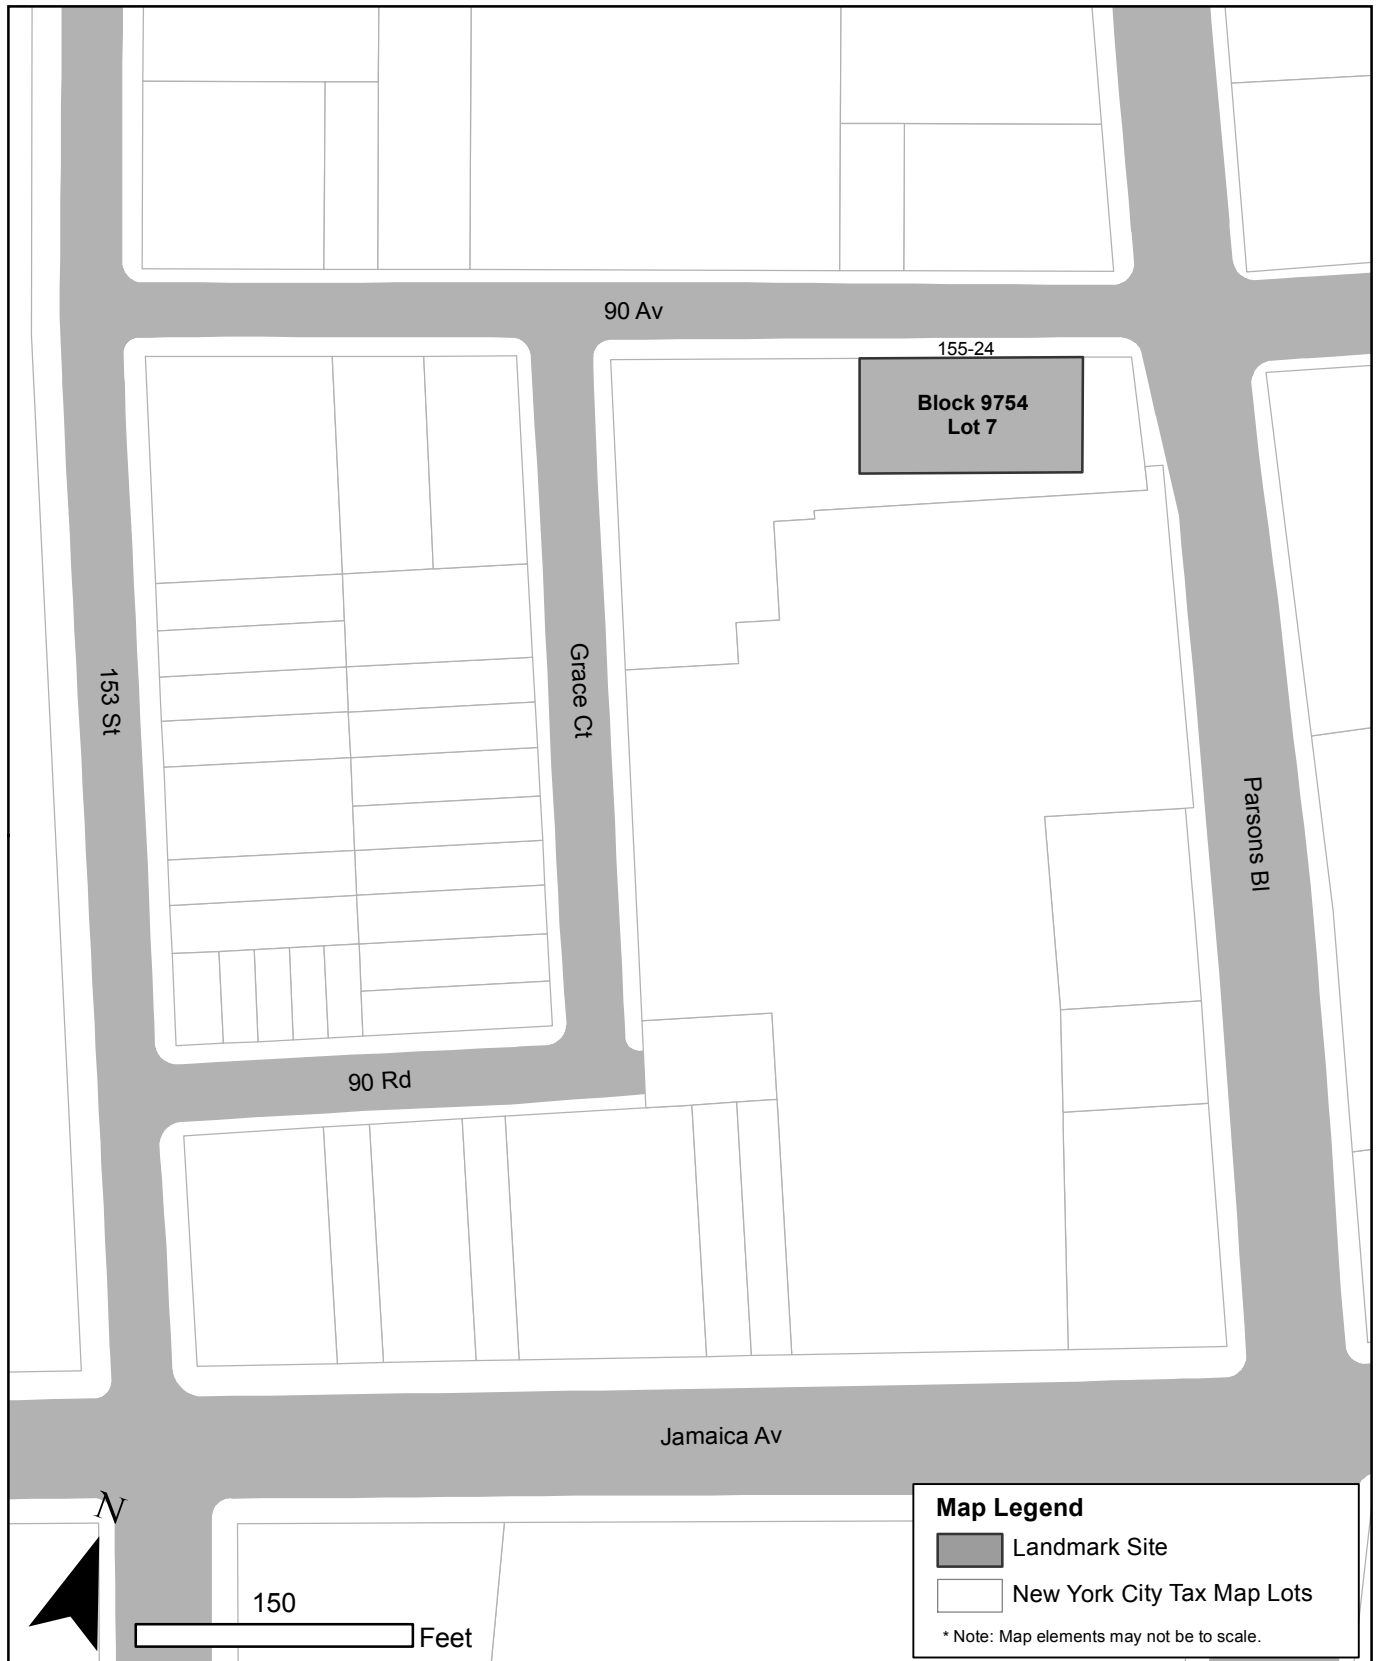 90 Av
155-24
Block 9754
Lot 7
153 St
Grace Ct
Parsons Bl
90 Rd
Jamaica Av
N
150
Feet
Map Legend
Landmark Site
New York City Tax Map Lots
* Note: Map elements may not be to scale.